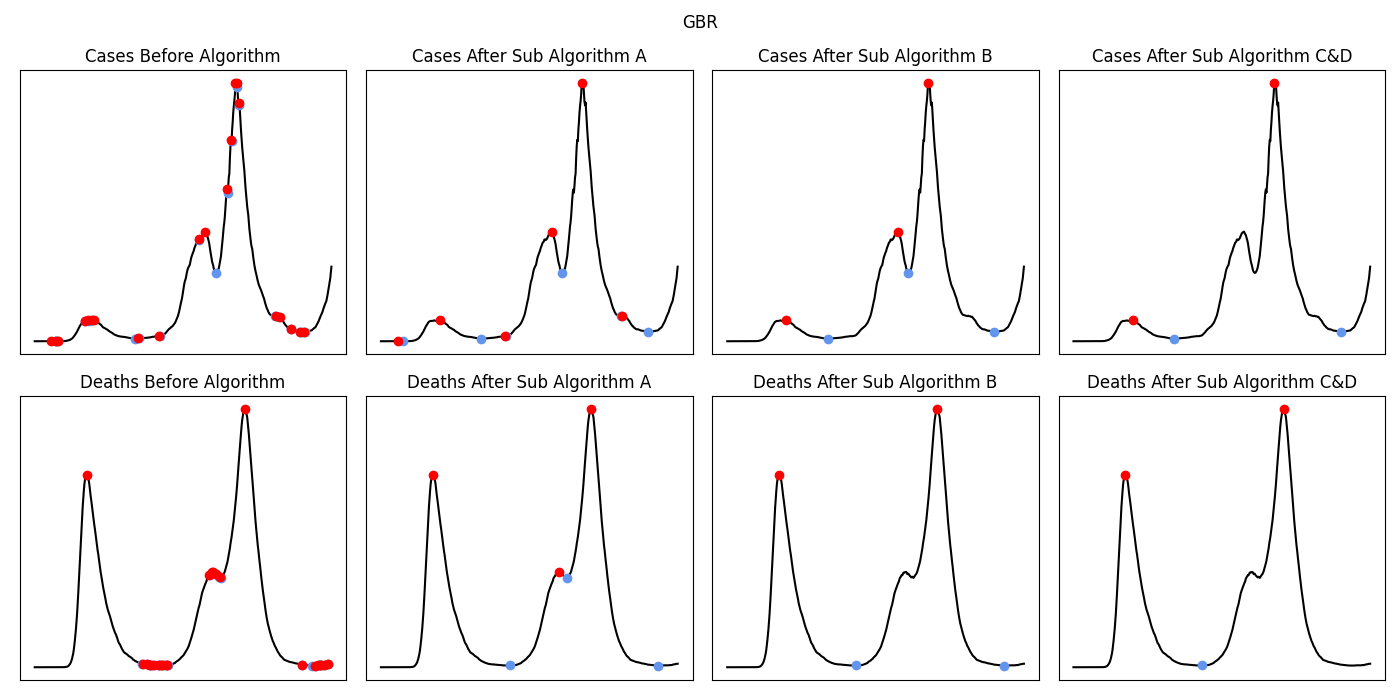 GBR
Cases Before Algorithm
Cases After Sub Algorithm A
Cases After Sub Algorithm B
Cases After Sub Algorithm C&D
Deaths Before Algorithm
Deaths After Sub Algorithm A
Deaths After Sub Algorithm B
Deaths After Sub Algorithm C&D